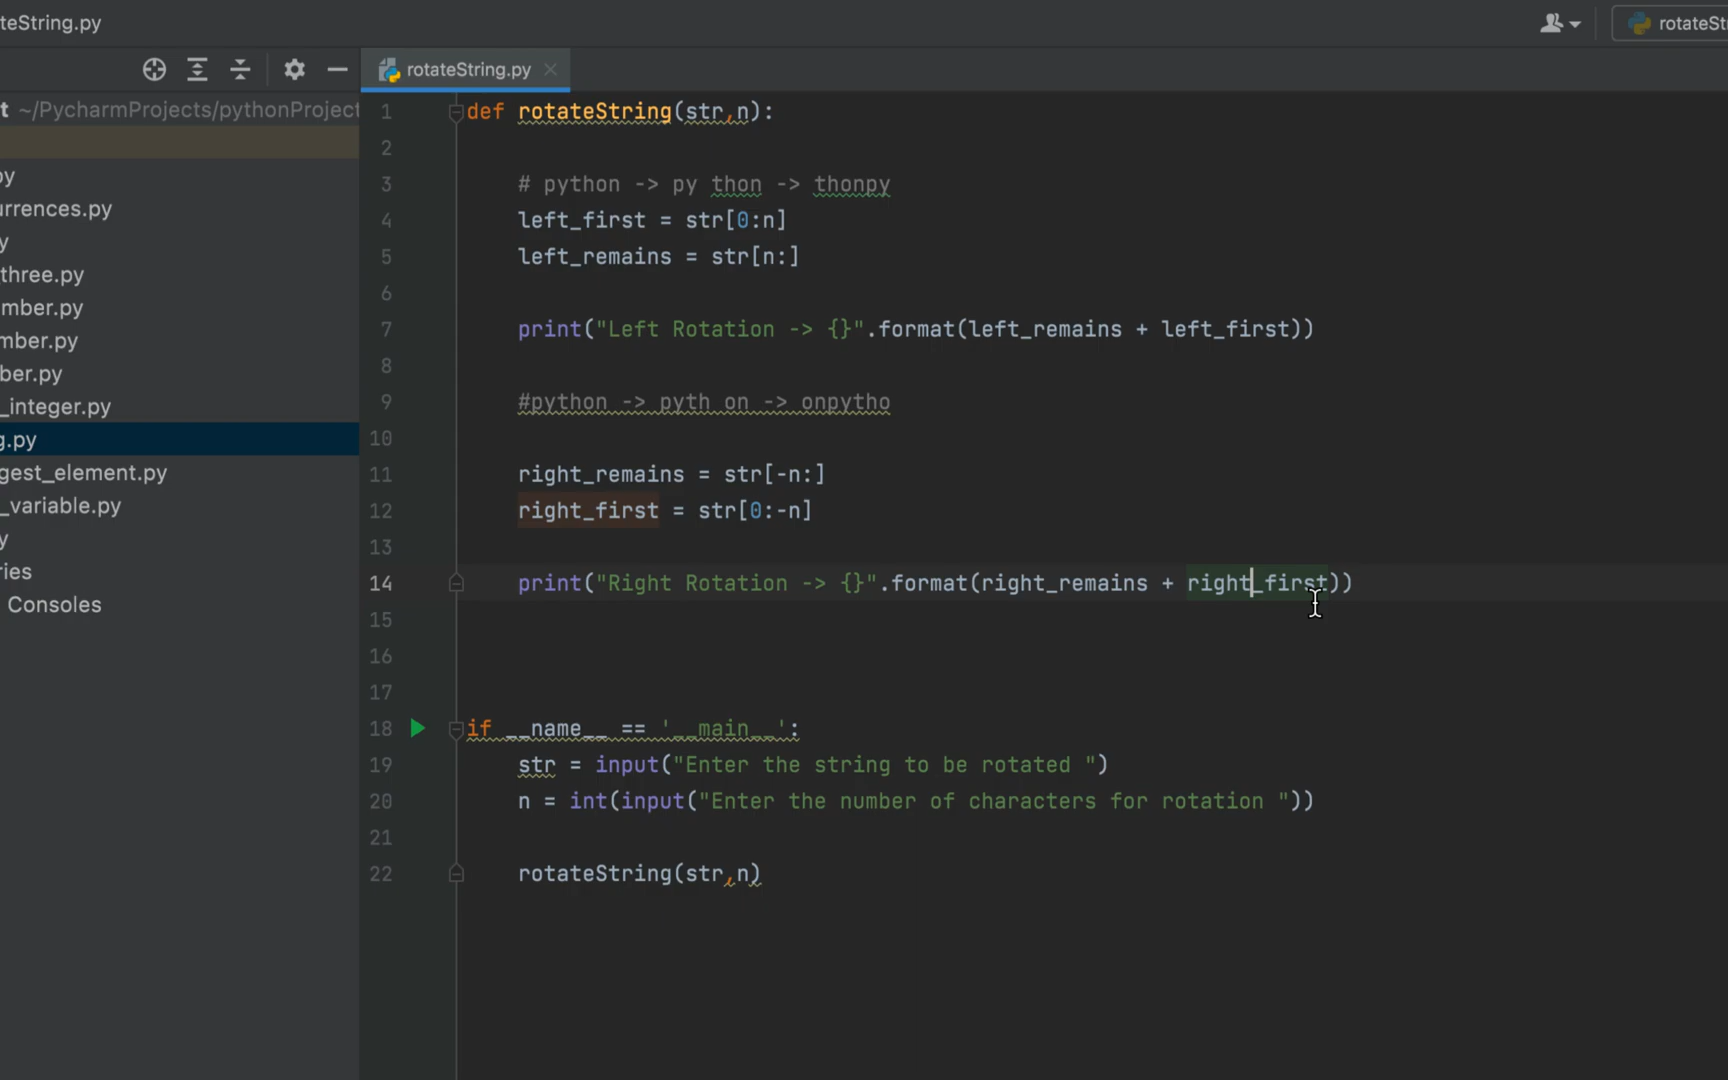 teString.py
rotateStr
rotateString.py
t ~/PycharmProjects/pythonProject
py
urrences.py
y
three.py
mber.py
mber.py
ber.py
_integer.py
g.py
gest_element.py
_variable.py
y
ries
Consoles
1 def rotateString(str,n):
2
3 # python -> py thon -> thonpy
4 left_first = str[0:n]
5 left_remains = str[n:]
6
7 print("Left Rotation -> {}".format(left_remains + left_first))
8
9 #python -> pyth on -> onpytho
10
11 right_remains = str[-n:]
12 right_first = str[0:-n]
13
14 print("Right Rotation -> {}".format(right_remains + right_first))
15
16
17
18 if __name__ == '__main__':
19 str = input("Enter the string to be rotated ")
20 n = int(input("Enter the number of characters for rotation "))
21
22 rotateString(str,n)